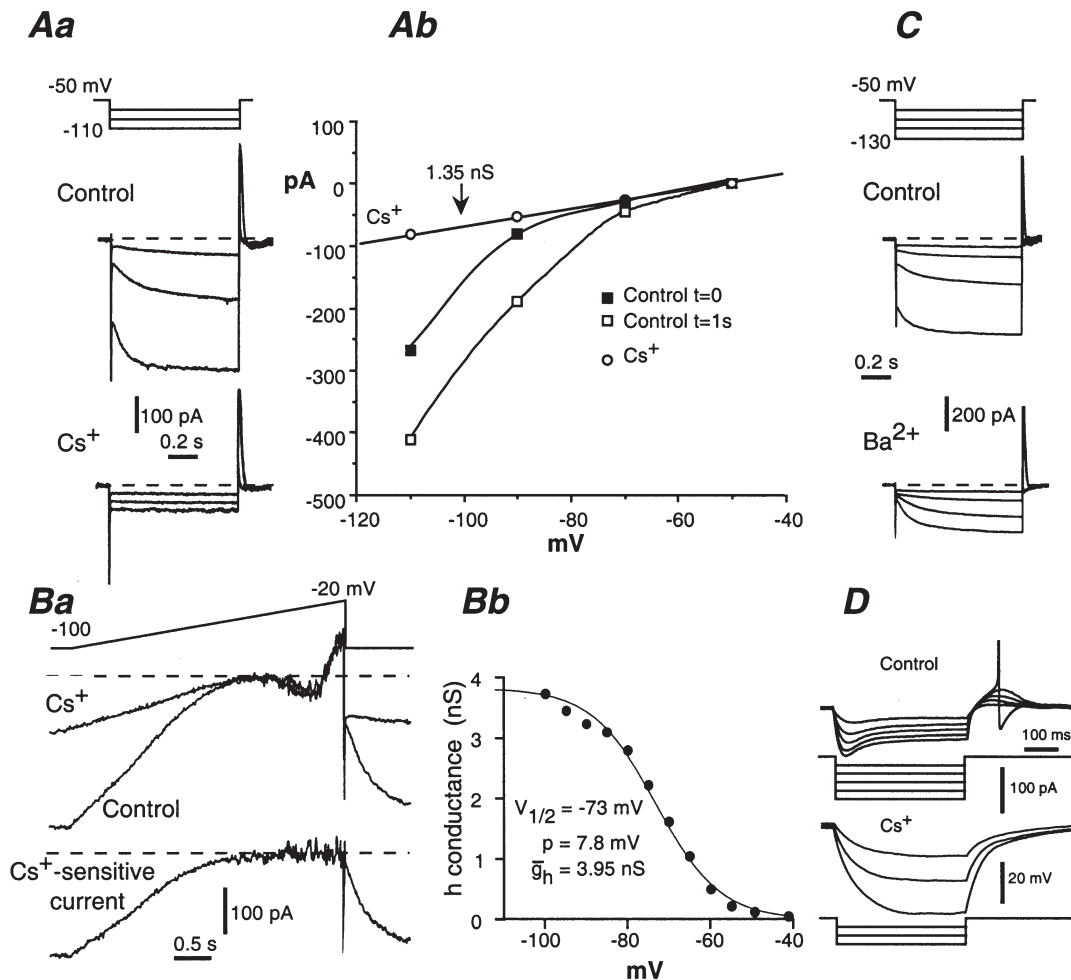 Aa
-50 mV
-110
Control
100 pA
0.2 s
Cs+
Ab
100
0
-100
-200
-300
-400
-500
pA
1.35 nS
Cs+
Control t=0
Control t=1s
Cs+
-120
-100
-80
-60
-40
mV
C
-50 mV
-130
Control
0.2 s
200 pA
Ba2+
Ba
-20 mV
-100
Cs+
Control
Cs+-sensitive
current
100 pA
0.5 s
Bb
4
3
2
1
0
h conductance (nS)
V1/2 = -73 mV
p = 7.8 mV
g̅h = 3.95 nS
-100
-80
-60
-40
mV
D
Control
100 ms
100 pA
Cs+
20 mV